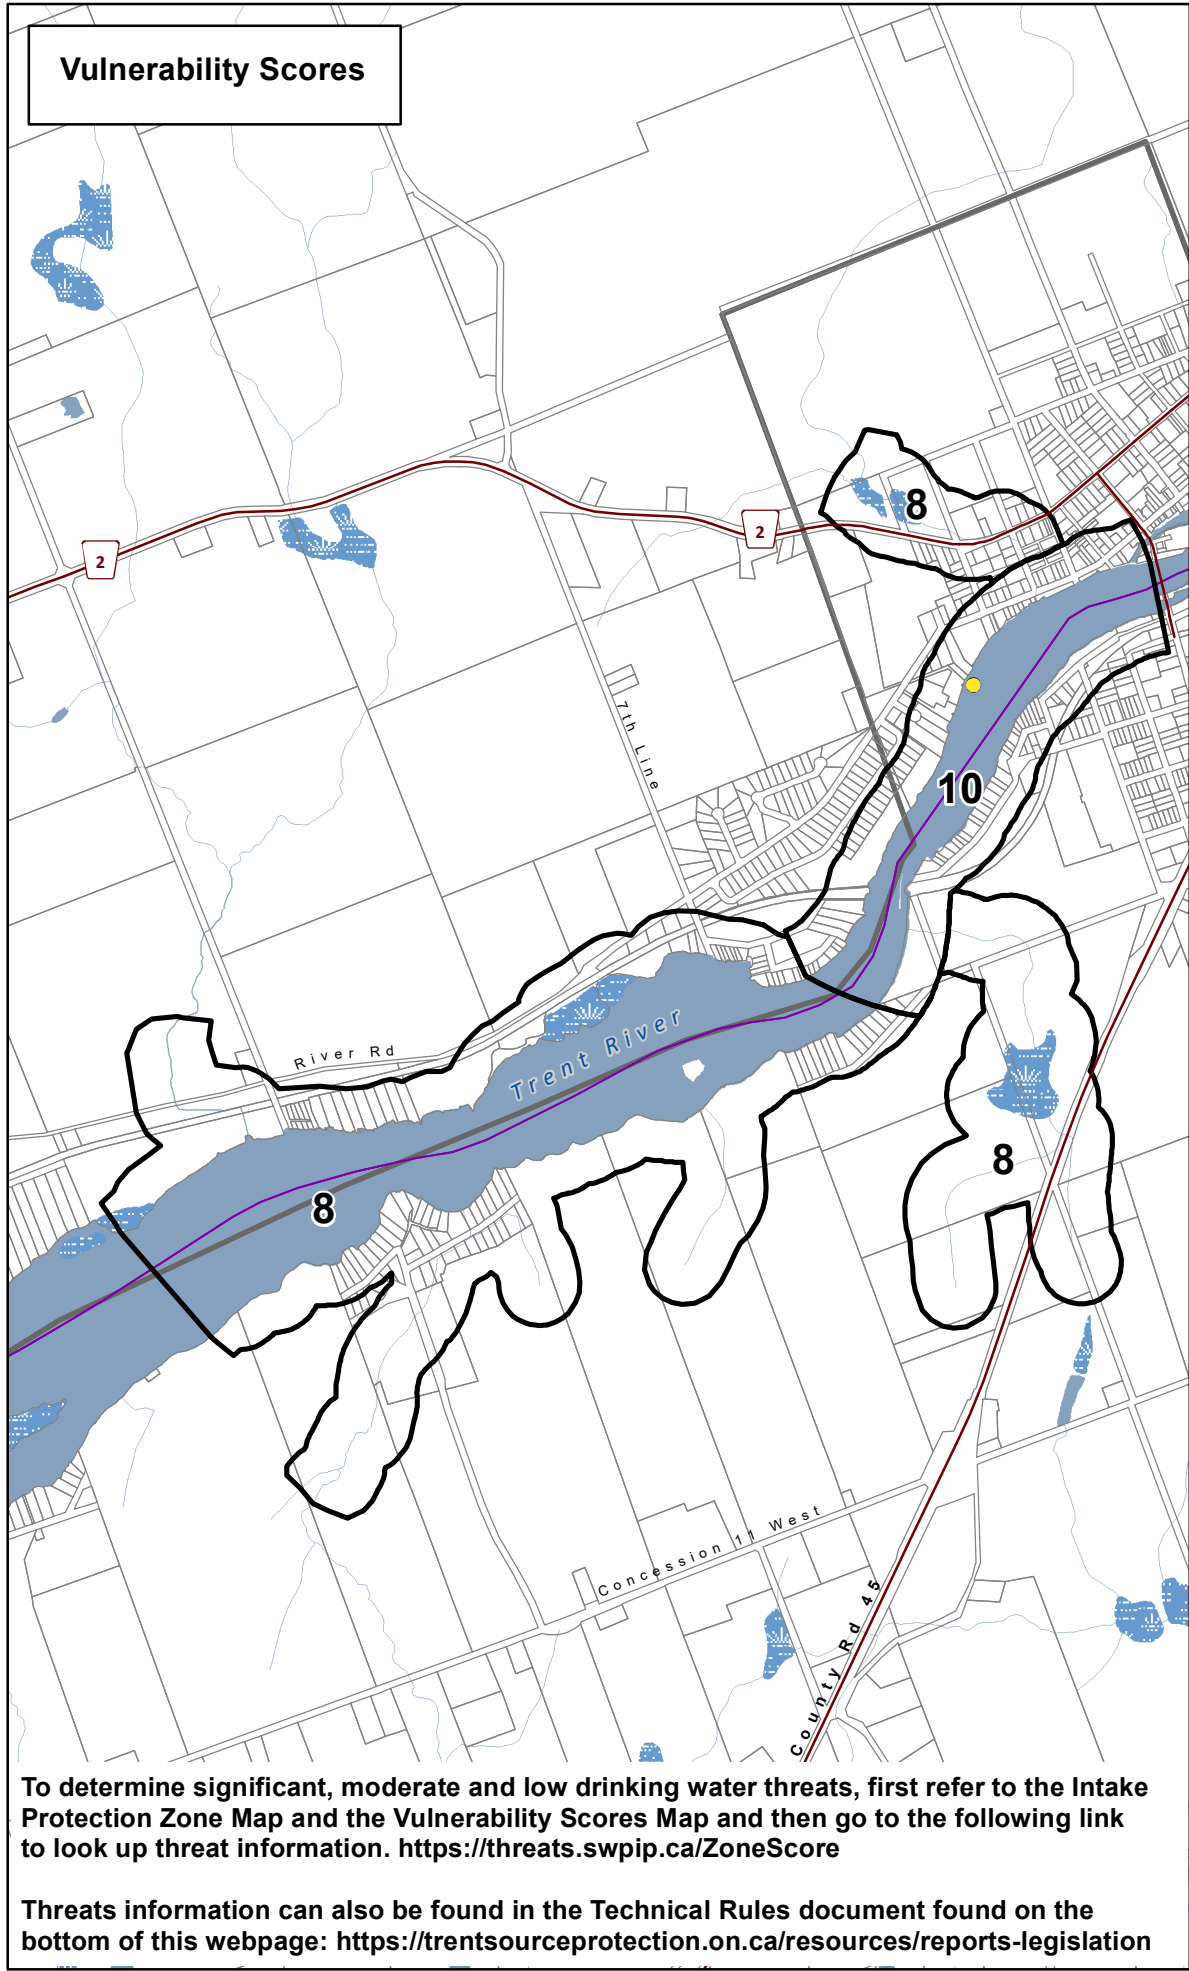 Vulnerability Scores
8
2
2
7th Line
10
River Rd
Trent River
8
8
Concession 11 West
County Rd 45
To determine significant, moderate and low drinking water threats, first refer to the Intake
Protection Zone Map and the Vulnerability Scores Map and then go to the following link
to look up threat information. https://threats.swpip.ca/ZoneScore
Threats information can also be found in the Technical Rules document found on the
bottom of this webpage: https://trentsourceprotection.on.ca/resources/reports-legislation